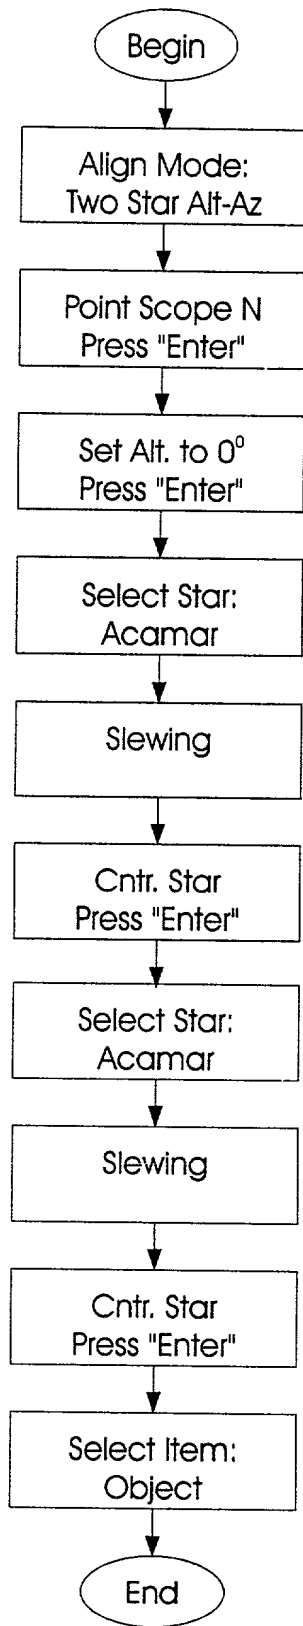 Begin
Align Mode:
Two Star Alt-Az
Point Scope N
Press "Enter"
Set Alt. to 0°
Press "Enter"
Select Star:
Acamar
Slewing
Cntr. Star
Press "Enter"
Select Star:
Acamar
Slewing
Cntr. Star
Press "Enter"
Select Item:
Object
End